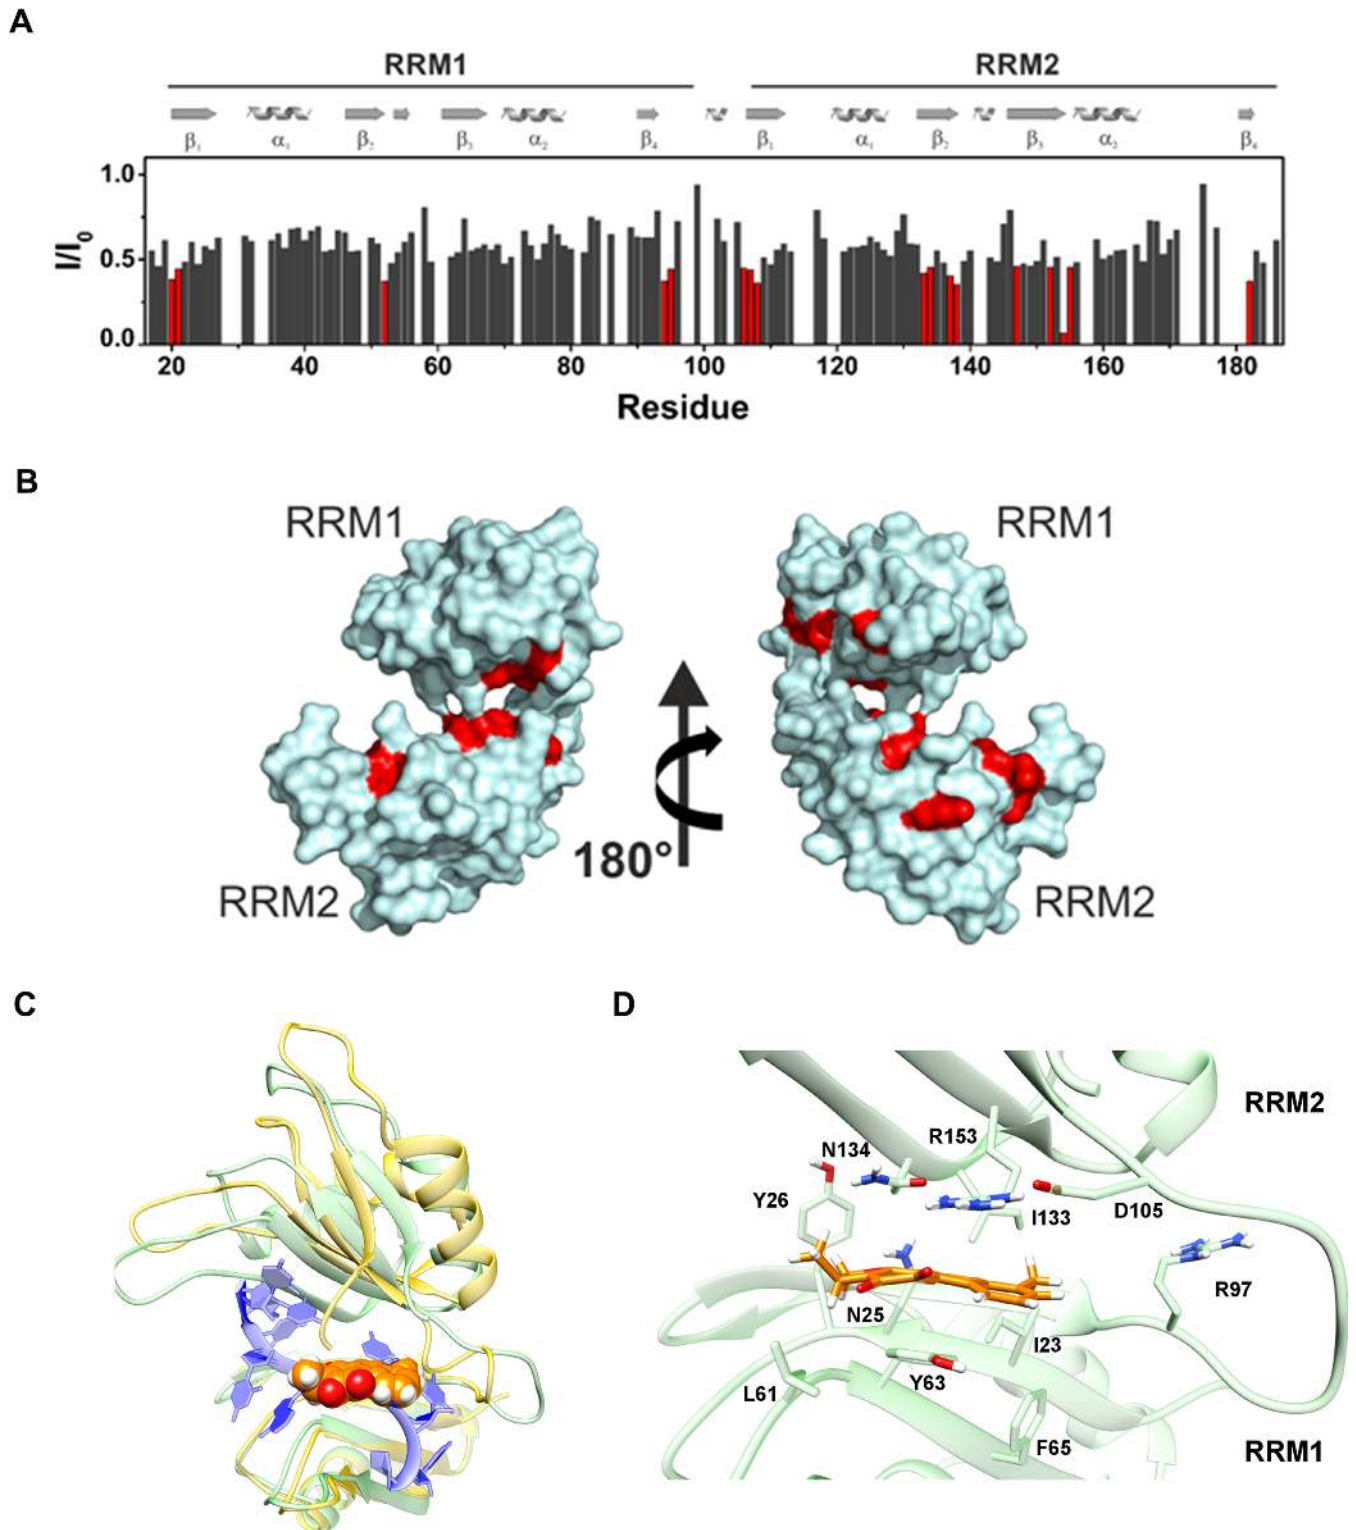 A
RRM1 RRM2
β₁ α₁ β₂ β₃ α₂ β₄ β₁ α₁ β₂ β₃ α₂ β₄
1.0
0.5
0.0
I/I₀
20 40 60 80 100 120 140 160 180
Residue
B
RRM1 RRM1
180°
RRM2 RRM2
C D
RRM2
R153
N134
Y26
I133
D105
R97
N25
I23
Y63
L61
F65
RRM1